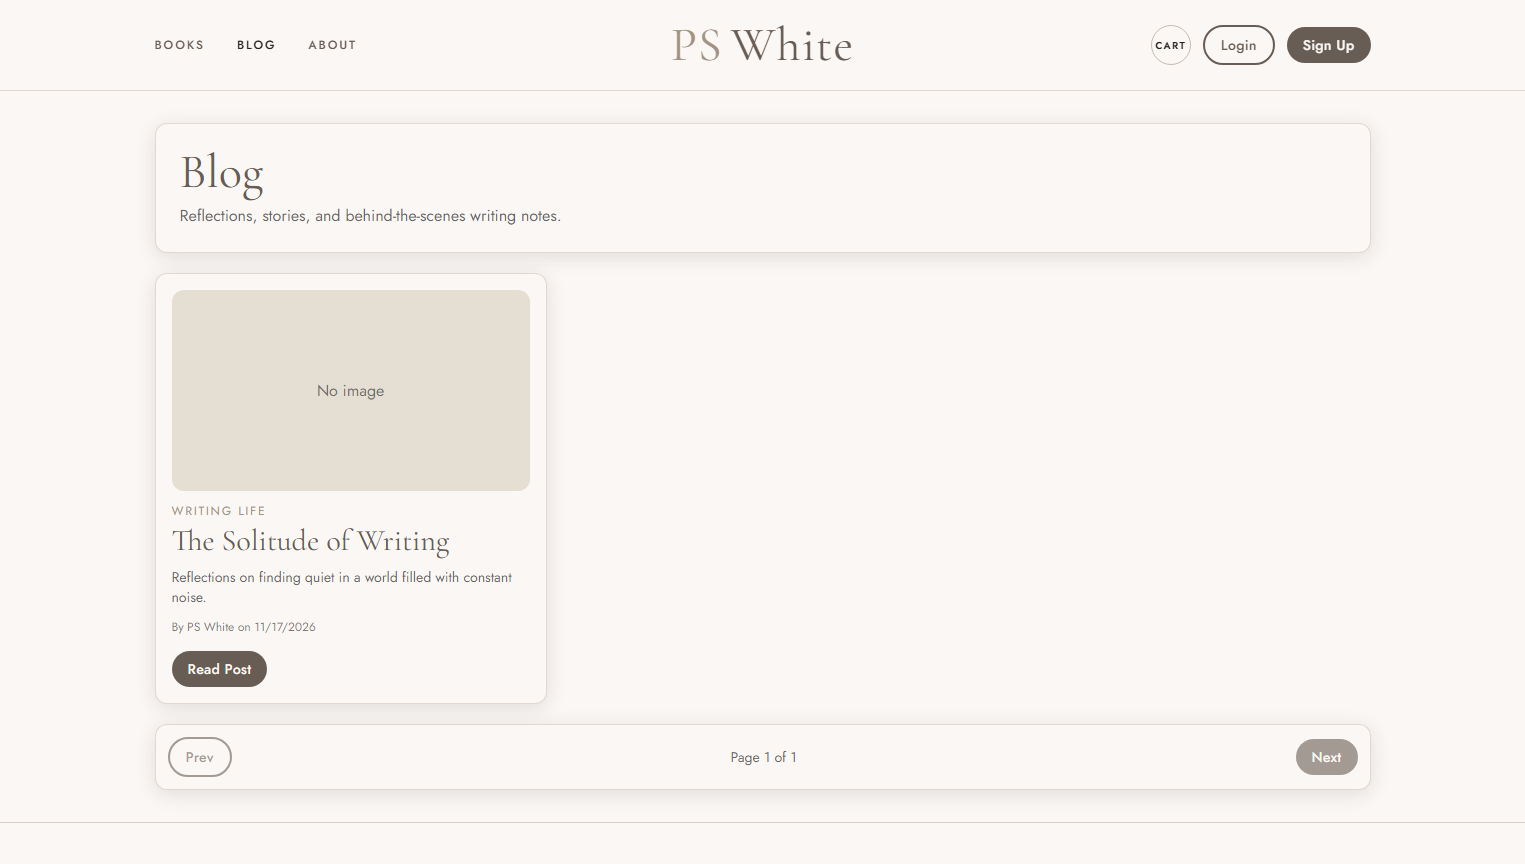 BOOKS BLOG ABOUT PS White CART Login Sign Up
Blog
Reflections, stories, and behind-the-scenes writing notes.
No image
WRITING LIFE
The Solitude of Writing
Reflections on finding quiet in a world filled with constant
noise.
By PS White on 11/17/2026
Read Post
Prev Page 1 of 1 Next